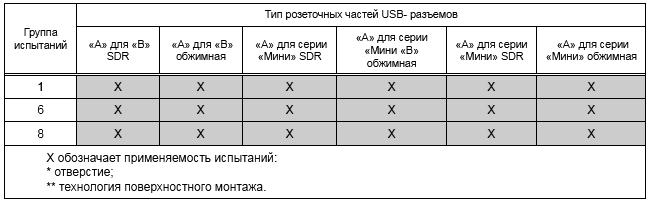 Группа испытаний
Тип розеточных частей USB- разъемов
«А» для «В» SDR
«А» для «В» обжимная
«А» для серии «Мини» SDR
«А» для серии «Мини «В» обжимная
«А» для серии «Мини» SDR
«А» для серии «Мини» обжимная
1 X X X X X X
6 X X X X X X
8 X X X X X X
X обозначает применяемость испытаний:
* отверстие;
** технология поверхностного монтажа.